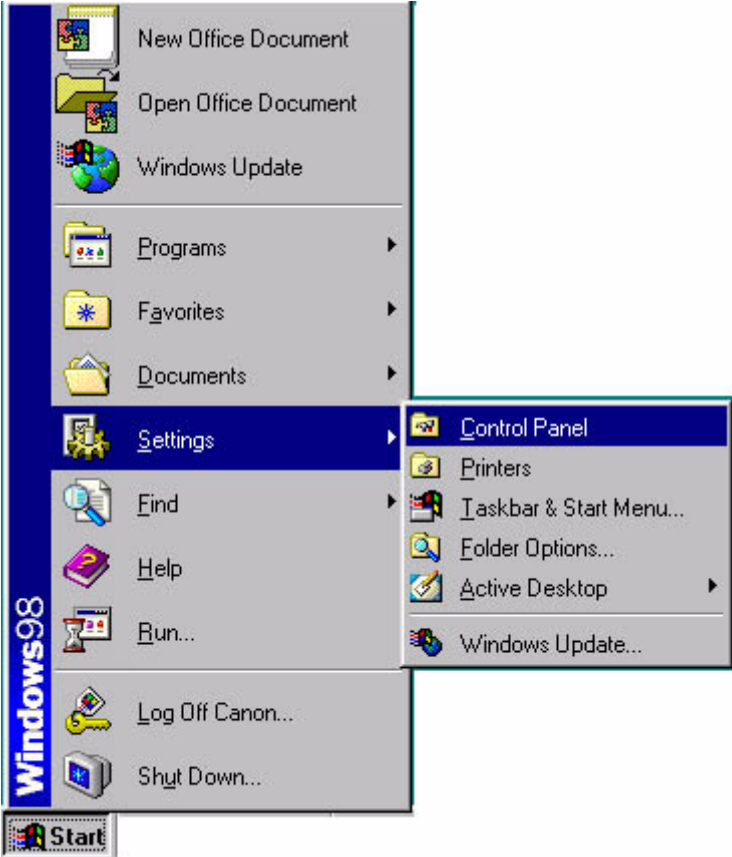 New Office Document
Open Office Document
Windows Update
Programs
Favorites
Documents
Settings
Find
Help
Run...
Log Off Canon...
Shut Down...
Control Panel
Printers
Taskbar & Start Menu...
Folder Options...
Active Desktop
Windows Update...
Windows98
Start